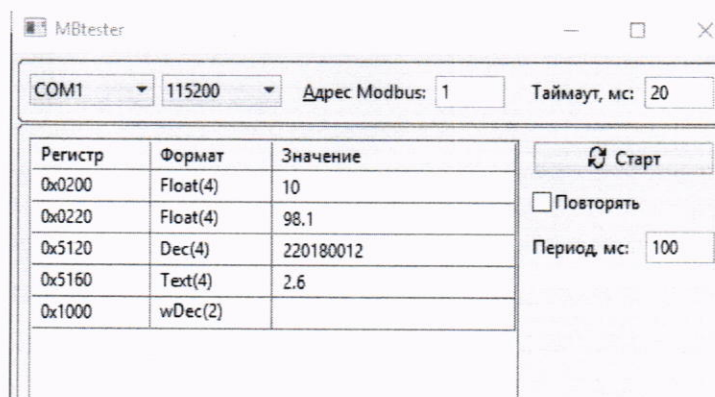 MBtester
COM1 115200 Адрес Modbus: 1 Таймаут, мс: 20
Регистр Формат Значение
0x0200 Float(4) 10
0x0220 Float(4) 98.1
0x5120 Dec(4) 220180012
0x5160 Text(4) 2.6
0x1000 wDec(2)
Старт
Повторять
Период, мс: 100